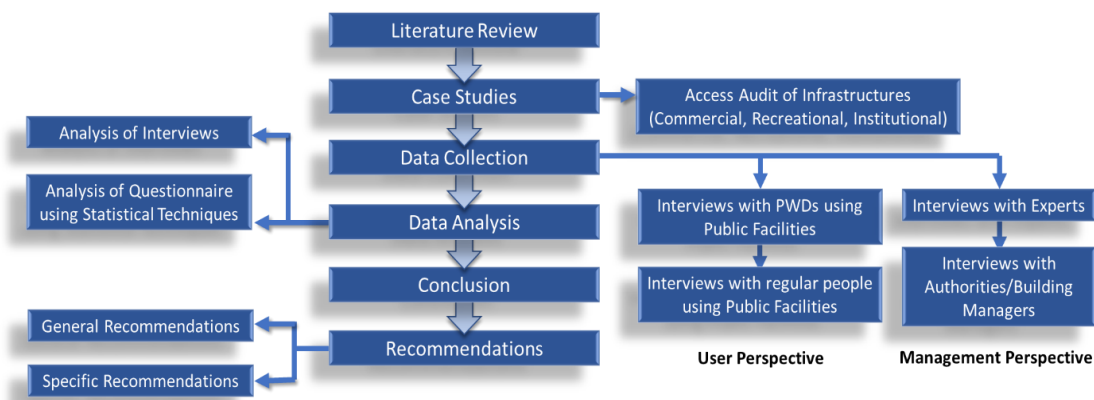 Literature Review
Case Studies
Access Audit of Infrastructures
(Commercial, Recreational, Institutional)
Analysis of Interviews
Data Collection
Analysis of Questionnaire
using Statistical Techniques
Data Analysis
Interviews with PWDs using
Public Facilities
Interviews with Experts
Conclusion
Interviews with regular people
using Public Facilities
Interviews with
Authorities/Building
Managers
General Recommendations
Recommendations
Specific Recommendations
User Perspective
Management Perspective